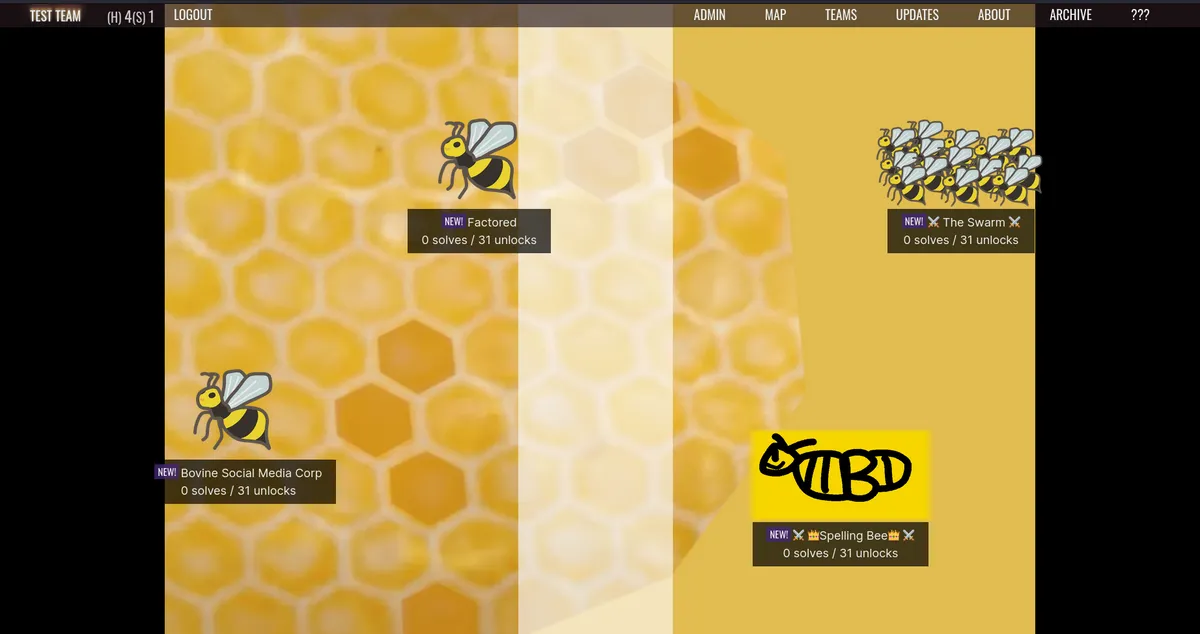 TEST TEAM (H) 4(S) 1 LOGOUT ADMIN MAP TEAMS UPDATES ABOUT ARCHIVE ???
NEW! Factored
0 solves / 31 unlocks
NEW! ⚔️ The Swarm ⚔️
0 solves / 31 unlocks
NEW! Bovine Social Media Corp
0 solves / 31 unlocks
TBD
NEW! ⚔️ 👑Spelling Bee👑 ⚔️
0 solves / 31 unlocks